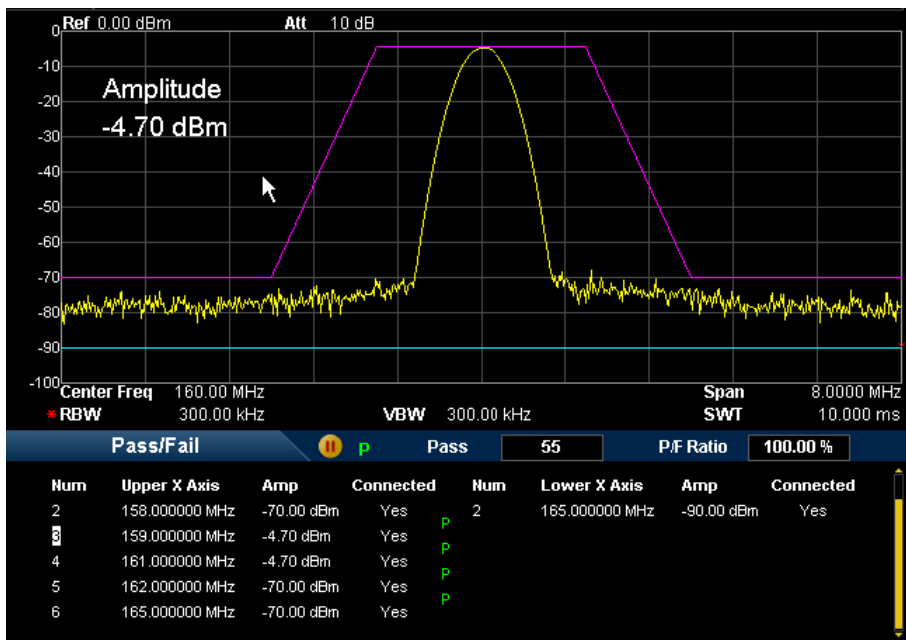 Ref 0.00 dBm Att 10 dB
0
-10
-20
-30
-40
-50
-60
-70
-80
-90
-100
Amplitude
-4.70 dBm
Center Freq 160.00 MHz Span 8.0000 MHz
* RBW 300.00 kHz VBW 300.00 kHz SWT 10.000 ms
Pass/Fail P Pass 55 P/F Ratio 100.00 %
Num Upper X Axis Amp Connected Num Lower X Axis Amp Connected
2 158.000000 MHz -70.00 dBm Yes 2 165.000000 MHz -90.00 dBm Yes
P
3 159.000000 MHz -4.70 dBm Yes
P
4 161.000000 MHz -4.70 dBm Yes
P
5 162.000000 MHz -70.00 dBm Yes
P
6 165.000000 MHz -70.00 dBm Yes